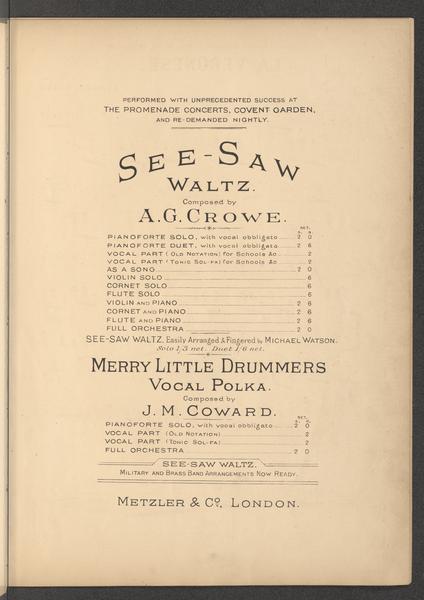 PERFORMED WITH UNPRECEDENTED SUCCESS AT
THE PROMENADE CONCERTS, COVENT GARDEN,
AND RE-DEMANDED NIGHTLY.
SEE-SAW
WALTZ.
Composed by
A.G. CROWE.
NET.
s. d.
PIANOFORTE SOLO, with vocal obbligato 2 0
PIANOFORTE DUET, with vocal obbligato 2 6
VOCAL PART (OLD NOTATION) for Schools &c 2
VOCAL PART (TONIC SOL-FA) for Schools &c 2
AS A SONG 2 0
VIOLIN SOLO 6
CORNET SOLO 6
FLUTE SOLO 6
VIOLIN AND PIANO 2 6
CORNET AND PIANO 2 6
FLUTE AND PIANO 2 6
FULL ORCHESTRA 2 0
SEE-SAW WALTZ. Easily Arranged & Fingered by MICHAEL WATSON.
Solo 1/3 net. Duet 1/6 net.
MERRY LITTLE DRUMMERS
VOCAL POLKA.
Composed by
J. M. COWARD.
NET.
s. d.
PIANOFORTE SOLO, with vocal obbligato 2 0
VOCAL PART (OLD NOTATION) 2
VOCAL PART (TONIC SOL-FA) 2
FULL ORCHESTRA 2 0
SEE-SAW WALTZ.
MILITARY AND BRASS BAND ARRANGEMENTS NOW READY.
METZLER & Co., LONDON.